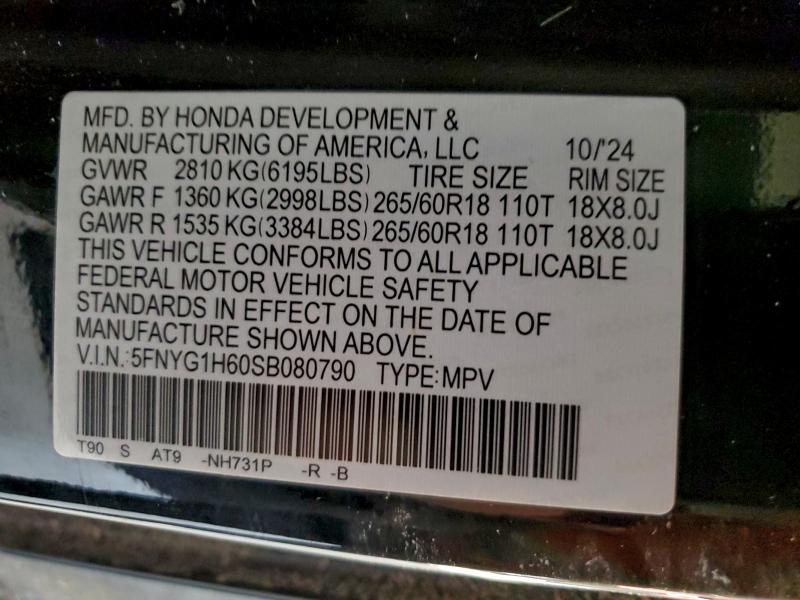 MFD. BY HONDA DEVELOPMENT &
MANUFACTURING OF AMERICA, LLC 10/'24
GVWR 2810 KG(6195LBS) TIRE SIZE RIM SIZE
GAWR F 1360 KG(2998LBS) 265/60R18 110T 18X8.0J
GAWR R 1535 KG(3384LBS) 265/60R18 110T 18X8.0J
THIS VEHICLE CONFORMS TO ALL APPLICABLE
FEDERAL MOTOR VEHICLE SAFETY
STANDARDS IN EFFECT ON THE DATE OF
MANUFACTURE SHOWN ABOVE.
V.I.N.:5FNYG1H60SB080790 TYPE:MPV
T90 S AT9 -NH731P -R -B